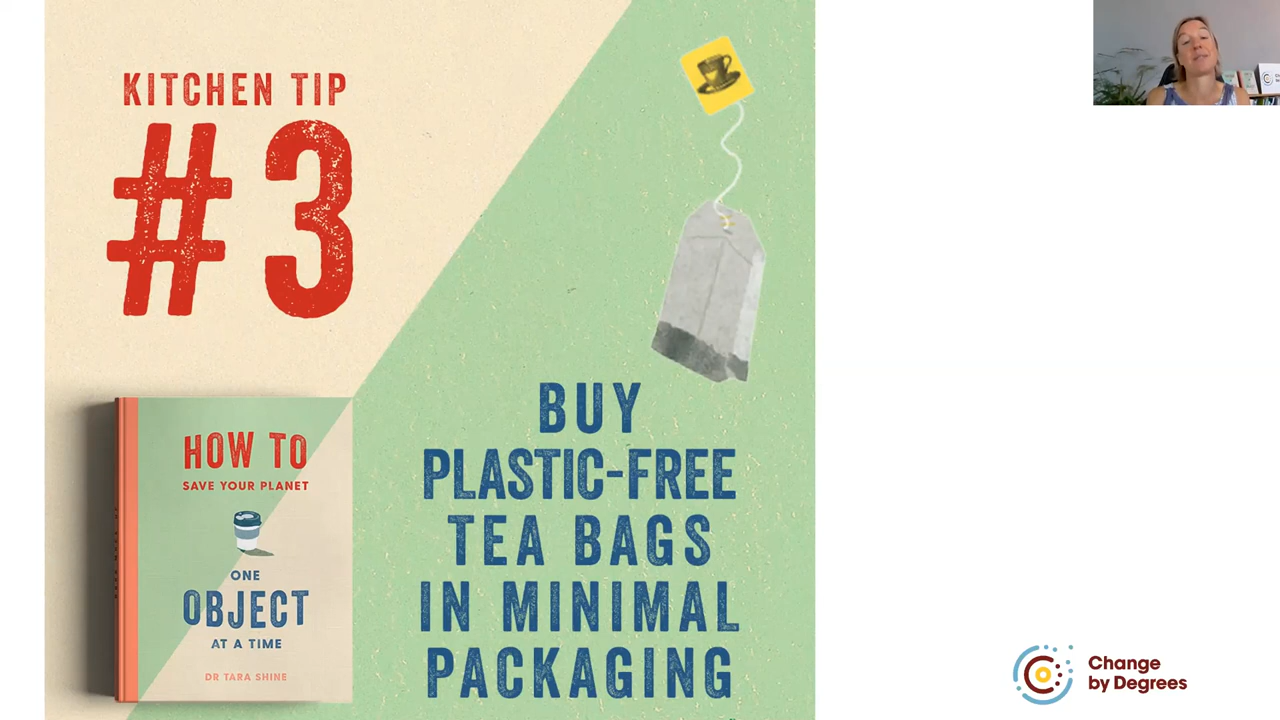 KITCHEN TIP
#3
BUY
PLASTIC-FREE
TEA BAGS
IN MINIMAL
PACKAGING
HOW TO
SAVE YOUR PLANET
ONE
OBJECT
AT A TIME
DR TARA SHINE
Change
by Degrees